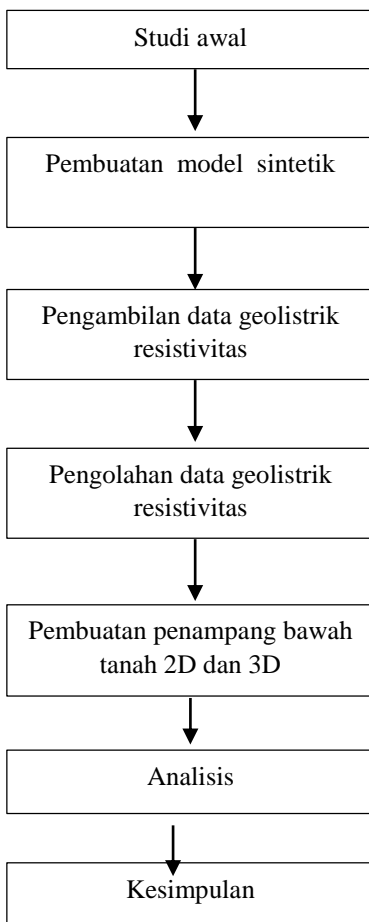 Studi awal
Pembuatan model sintetik
Pengambilan data geolistrik
resistivitas
Pengolahan data geolistrik
resistivitas
Pembuatan penampang bawah
tanah 2D dan 3D
Analisis
Kesimpulan